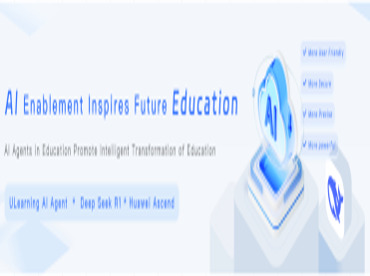 AI Enablement Inspires Future Education
AI Agents in Education Promote Intelligent Transformation of Education
ULearning AI Agent * Deep Seek R1 * Huawei Ascend
AI
✓ More User Friendly
✓ More Secure
✓ More Precise
✓ More powerful